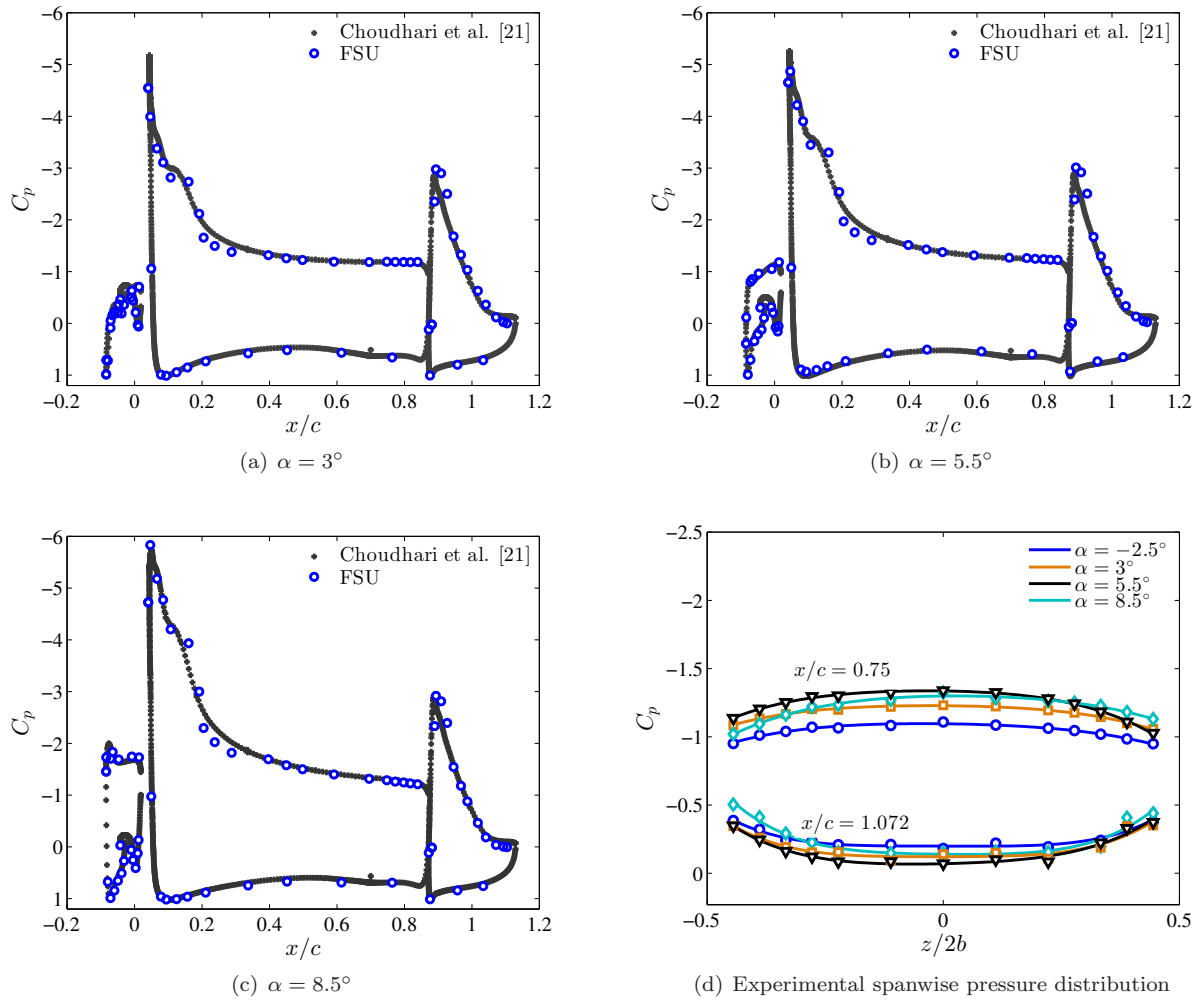 −6
−5
−4
−3
−2
−1
0
1
−0.2 0 0.2 0.4 0.6 0.8 1 1.2
C_p
x/c
Choudhari et al. [21]
FSU
(a) α = 3°
−6
−5
−4
−3
−2
−1
0
1
−0.2 0 0.2 0.4 0.6 0.8 1 1.2
C_p
x/c
Choudhari et al. [21]
FSU
(b) α = 5.5°
−6
−5
−4
−3
−2
−1
0
1
−0.2 0 0.2 0.4 0.6 0.8 1 1.2
C_p
x/c
Choudhari et al. [21]
FSU
(c) α = 8.5°
−2.5
−2
−1.5
−1
−0.5
0
−0.5 0 0.5
C_p
z/2b
α = −2.5°
α = 3°
α = 5.5°
α = 8.5°
x/c = 0.75
x/c = 1.072
(d) Experimental spanwise pressure distribution